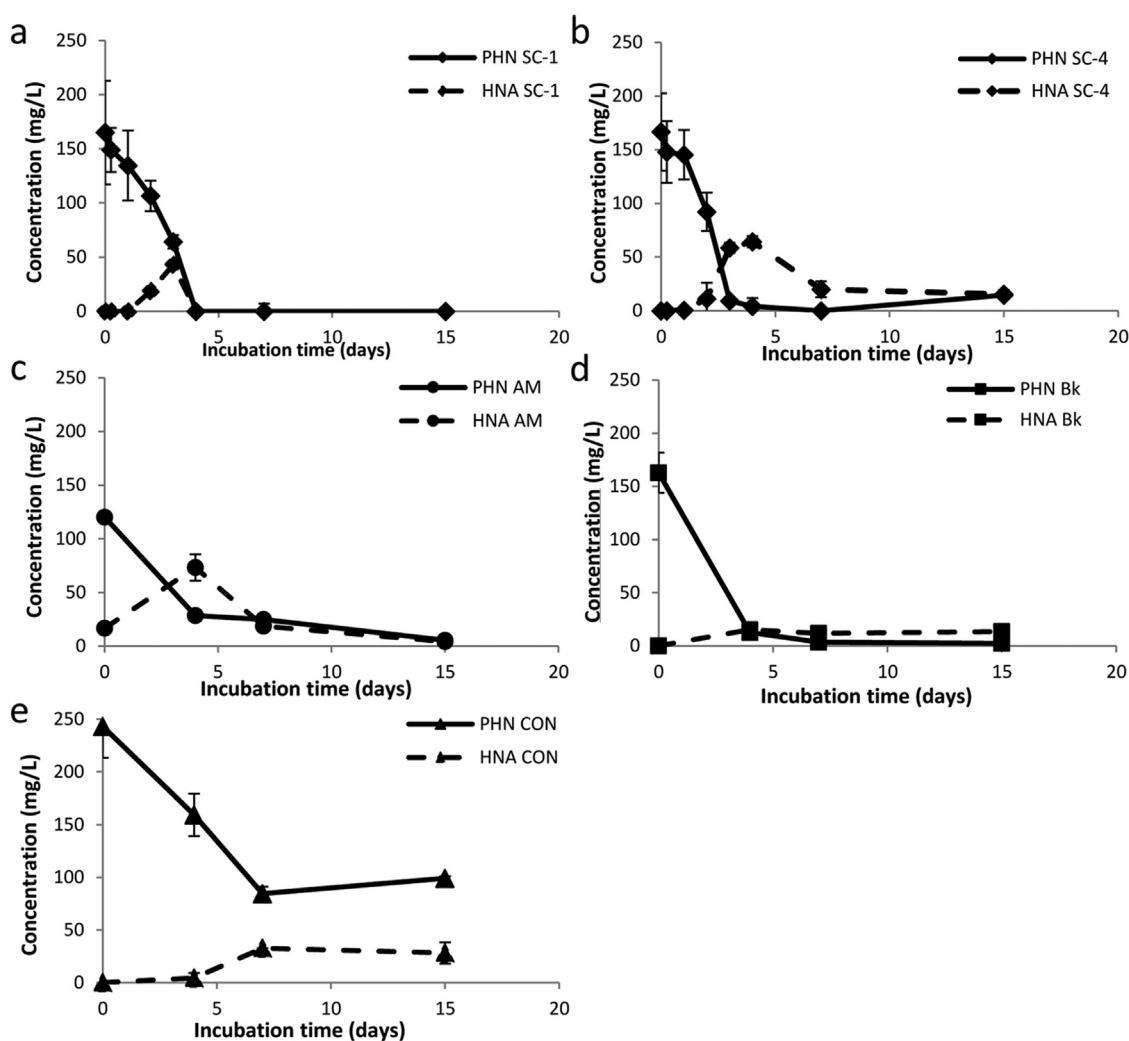 a
PHN SC-1
HNA SC-1
Concentration (mg/L)
250
200
150
100
50
0
0 5 10 15 20
Incubation time (days)
b
PHN SC-4
HNA SC-4
Concentration (mg/L)
250
200
150
100
50
0
0 5 10 15 20
Incubation time (days)
c
PHN AM
HNA AM
Concentration (mg/L)
250
200
150
100
50
0
0 5 10 15 20
Incubation time (days)
d
PHN Bk
HNA Bk
Concentration (mg/L)
250
200
150
100
50
0
0 5 10 15 20
Incubation time (days)
e
PHN CON
HNA CON
Concentration (mg/L)
250
200
150
100
50
0
0 5 10 15 20
Incubation time (days)